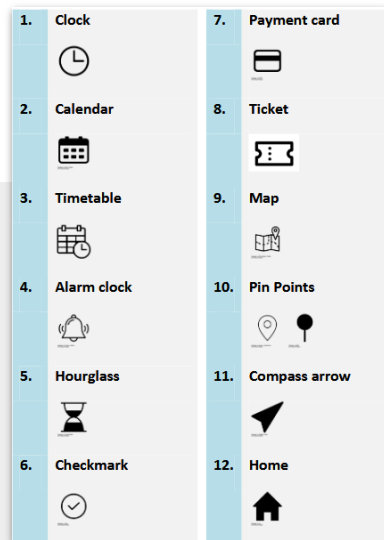 1. Clock
2. Calendar
3. Timetable
4. Alarm clock
5. Hourglass
6. Checkmark
7. Payment card
8. Ticket
9. Map
10. Pin Points
11. Compass arrow
12. Home